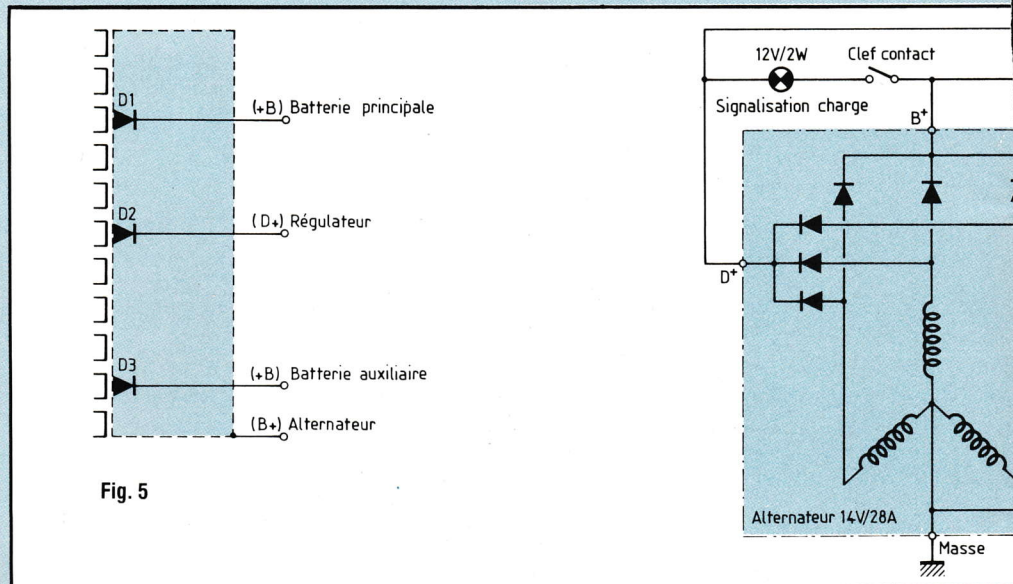 D1
(+B) Batterie principale
D2
(D+) Régulateur
D3
(+B) Batterie auxiliaire
(B+) Alternateur
Fig. 5
12V/2W
Clef contact
Signalisation charge
B+
D+
Alternateur 14V/28A
Masse